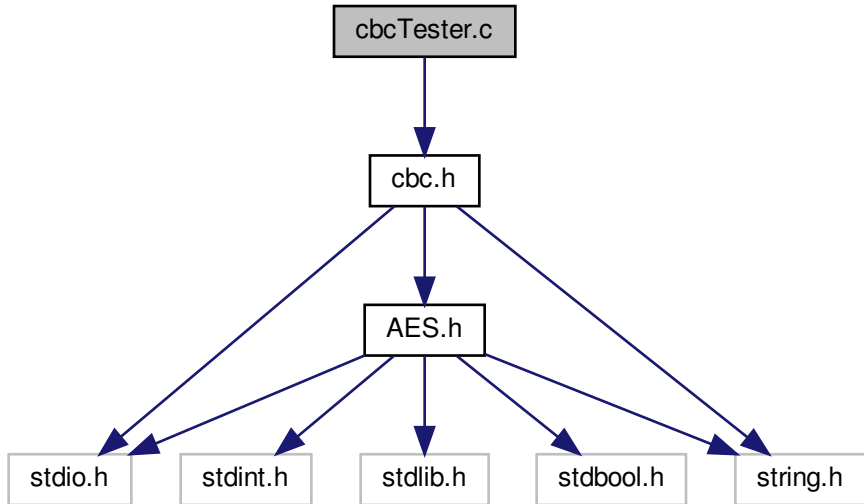 cbcTester.c
cbc.h
AES.h
stdio.h
stdint.h
stdlib.h
stdbool.h
string.h